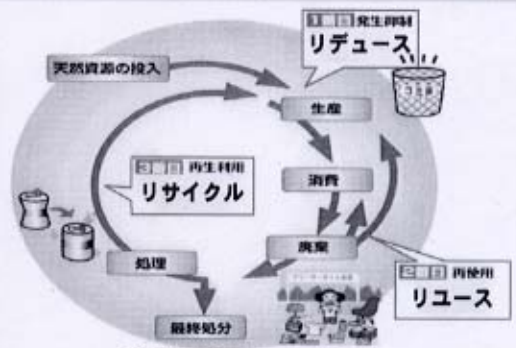 発生抑制
リデュース
天然資源の投入
生産
再生利用
リサイクル
消費
廃棄
処理
再使用
リユース
最終処分